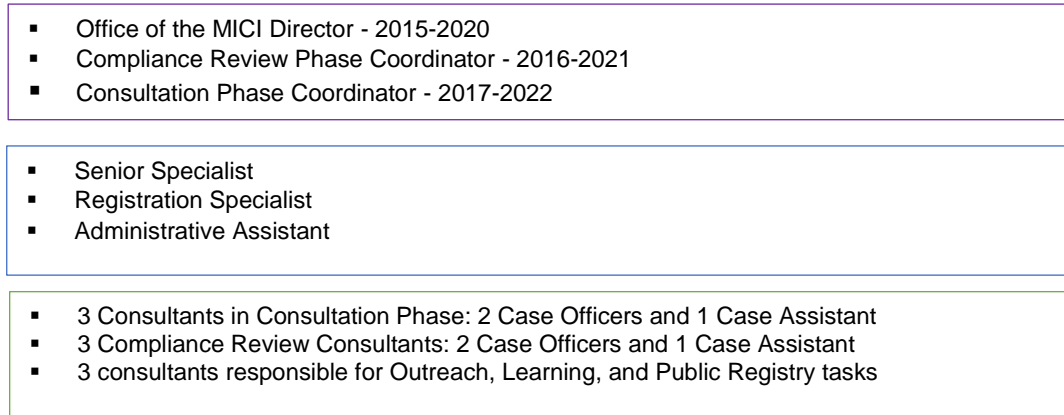 ▪ Office of the MICI Director - 2015-2020
▪ Compliance Review Phase Coordinator - 2016-2021
▪ Consultation Phase Coordinator - 2017-2022
▪ Senior Specialist
▪ Registration Specialist
▪ Administrative Assistant
▪ 3 Consultants in Consultation Phase: 2 Case Officers and 1 Case Assistant
▪ 3 Compliance Review Consultants: 2 Case Officers and 1 Case Assistant
▪ 3 consultants responsible for Outreach, Learning, and Public Registry tasks